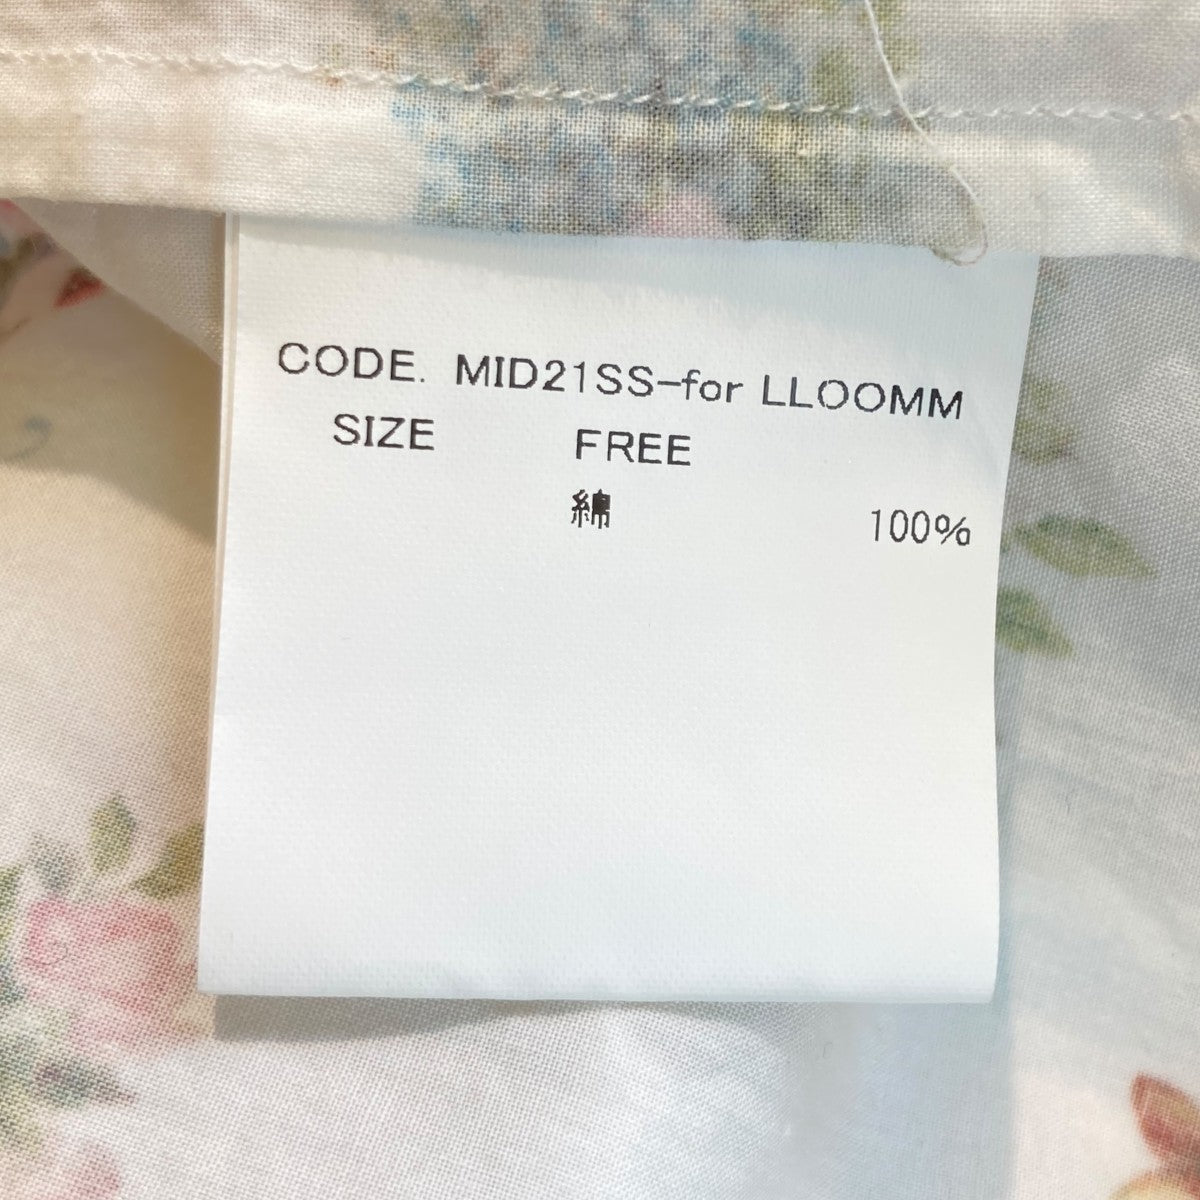 CODE. MID21SS-for LLOOMM
SIZE FREE
綿 100%